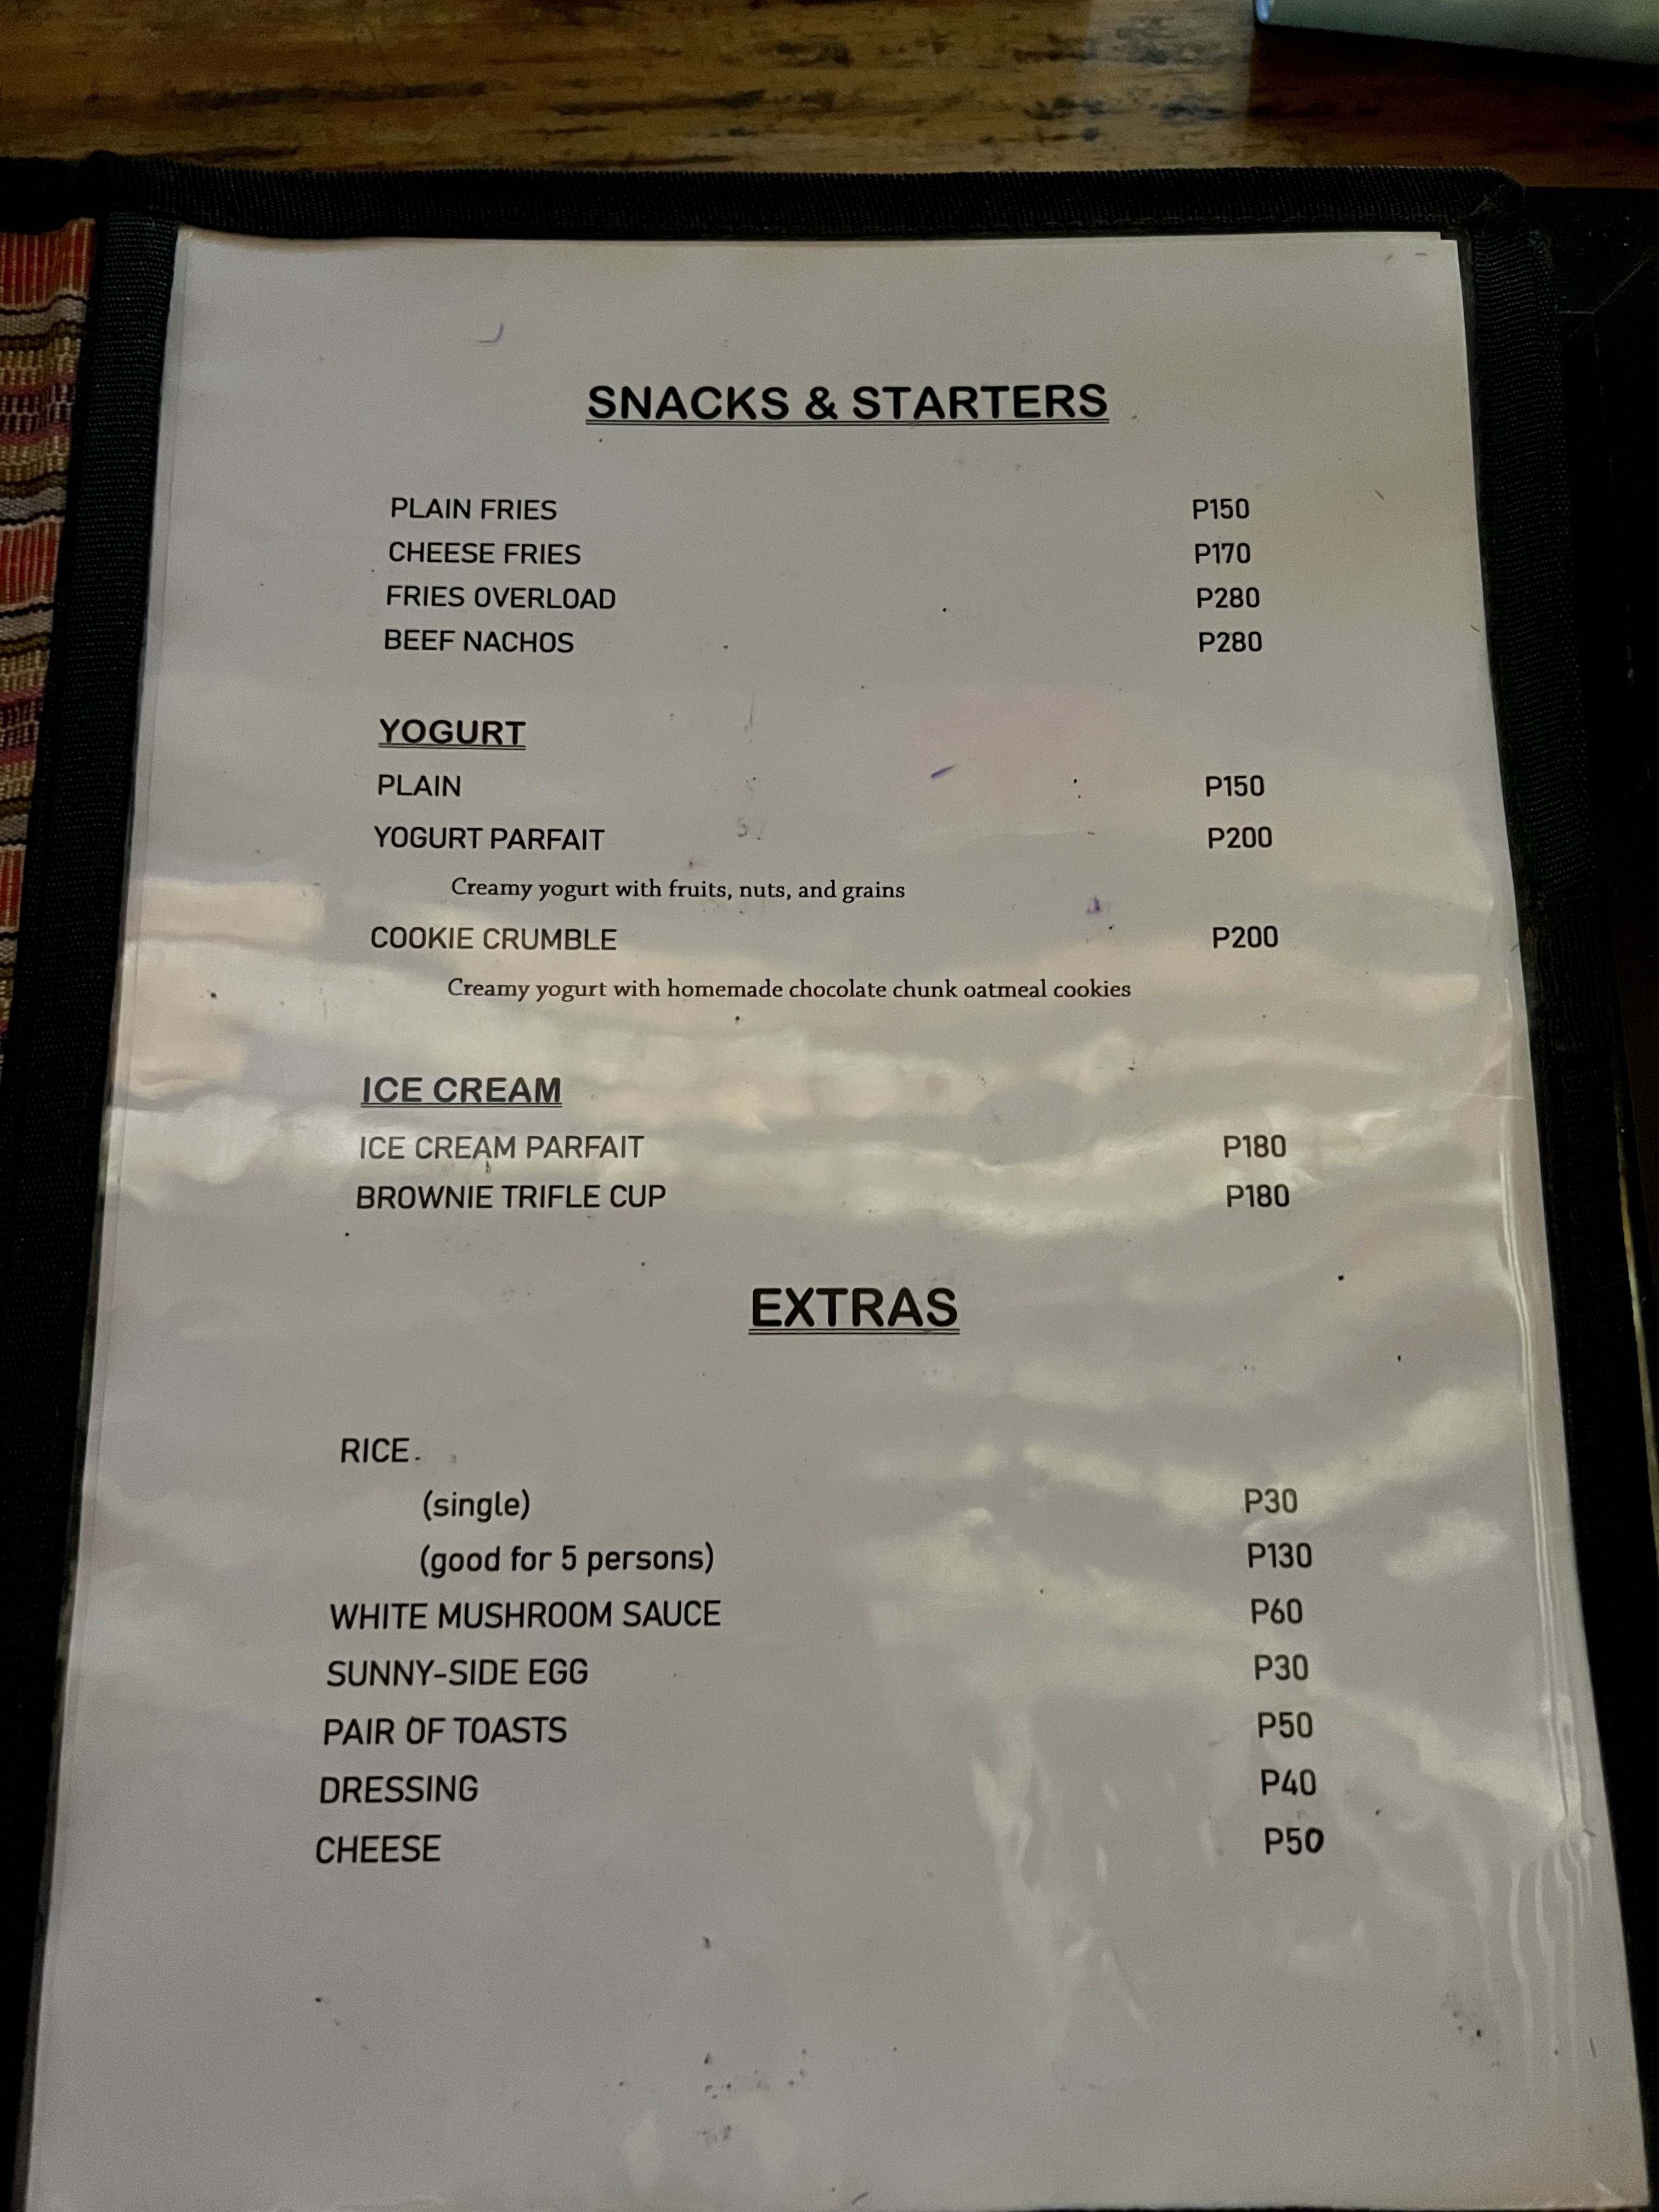 SNACKS & STARTERS
PLAIN FRIES P150
CHEESE FRIES P170
FRIES OVERLOAD P280
BEEF NACHOS P280
YOGURT
PLAIN P150
YOGURT PARFAIT P200
Creamy yogurt with fruits, nuts, and grains
COOKIE CRUMBLE P200
Creamy yogurt with homemade chocolate chunk oatmeal cookies
ICE CREAM
ICE CREAM PARFAIT P180
BROWNIE TRIFLE CUP P180
EXTRAS
RICE
(single) P30
(good for 5 persons) P130
WHITE MUSHROOM SAUCE P60
SUNNY-SIDE EGG P30
PAIR OF TOASTS P50
DRESSING P40
CHEESE P50